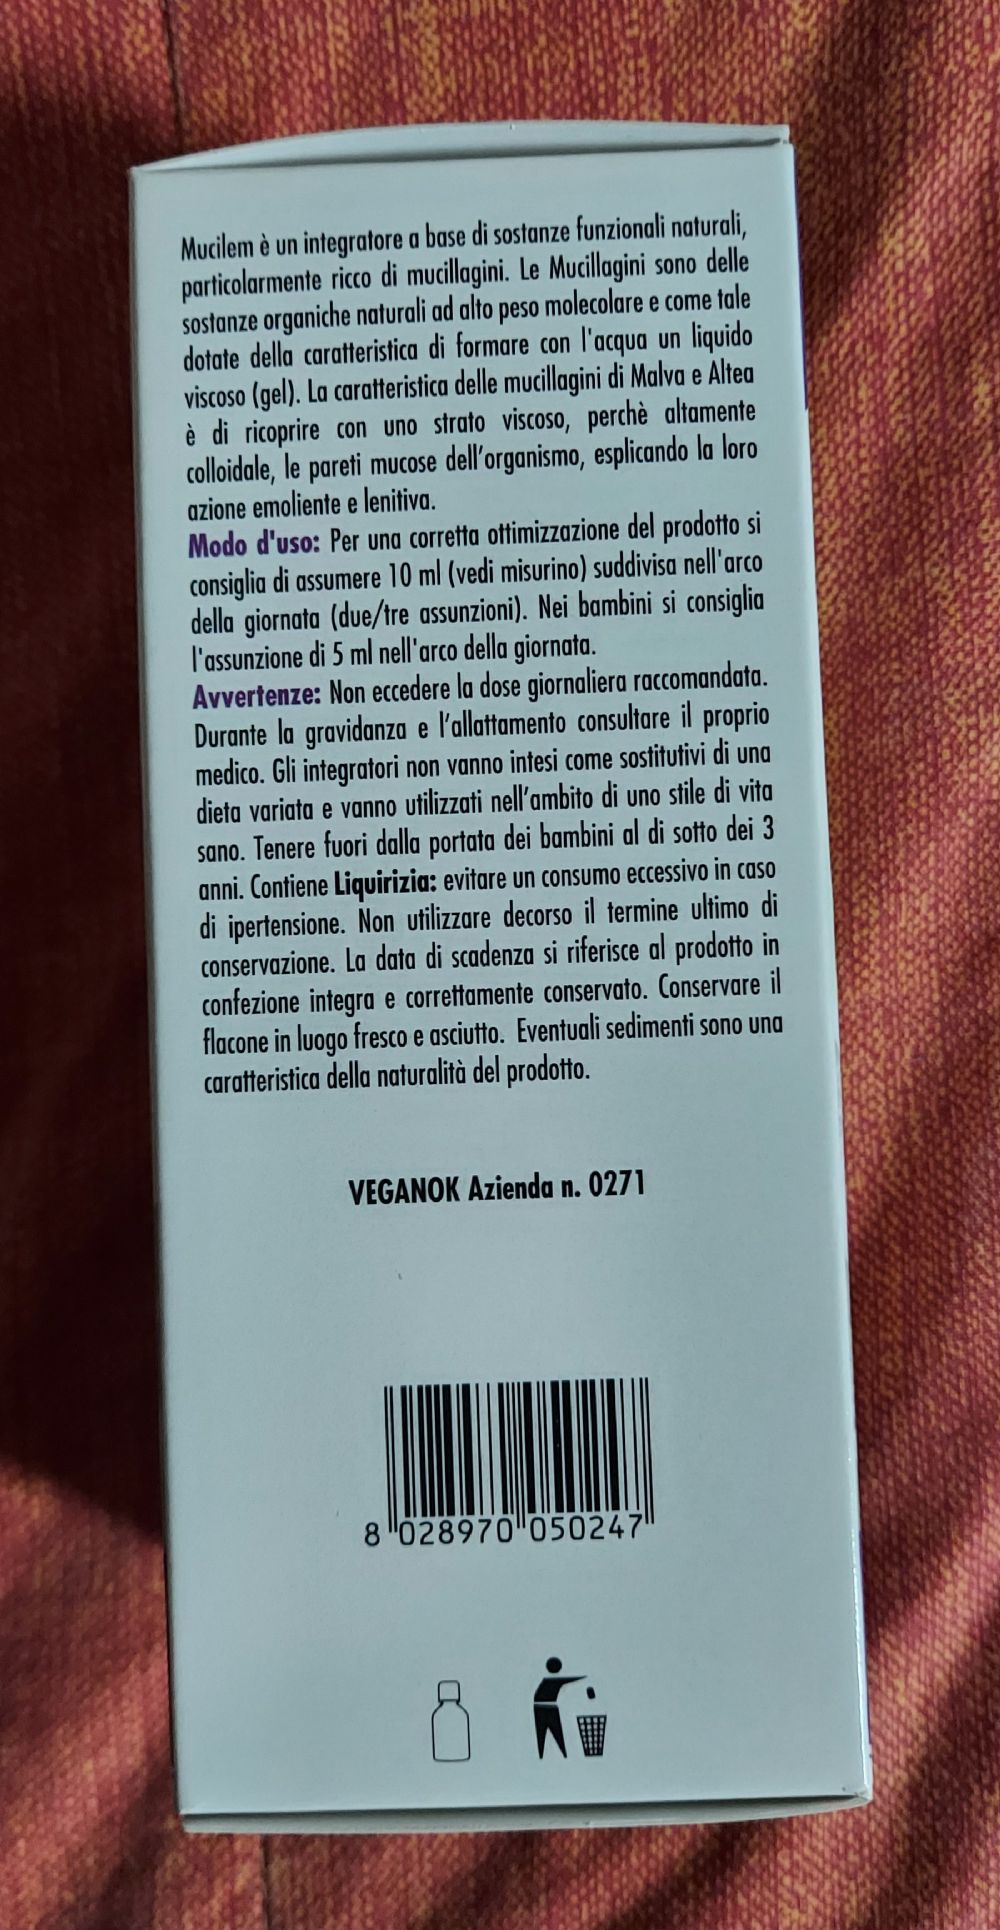 Mucilem è un integratore a base di sostanze funzionali naturali,
particolarmente ricco di mucillagini. Le Mucillagini sono delle
sostanze organiche naturali ad alto peso molecolare e come tale
dotate della caratteristica di formare con l'acqua un liquido
viscoso (gel). La caratteristica delle mucillagini di Malva e Altea
è di ricoprire con uno strato viscoso, perchè altamente
colloidale, le pareti mucose dell'organismo, esplicando la loro
azione emoliente e lenitiva.
Modo d'uso: Per una corretta ottimizzazione del prodotto si
consiglia di assumere 10 ml (vedi misurino) suddivisa nell'arco
della giornata (due/tre assunzioni). Nei bambini si consiglia
l'assunzione di 5 ml nell'arco della giornata.
Avvertenze: Non eccedere la dose giornaliera raccomandata.
Durante la gravidanza e l'allattamento consultare il proprio
medico. Gli integratori non vanno intesi come sostitutivi di una
dieta variata e vanno utilizzati nell'ambito di uno stile di vita
sano. Tenere fuori dalla portata dei bambini al di sotto dei 3
anni. Contiene Liquirizia: evitare un consumo eccessivo in caso
di ipertensione. Non utilizzare decorso il termine ultimo di
conservazione. La data di scadenza si riferisce al prodotto in
confezione integra e correttamente conservato. Conservare il
flacone in luogo fresco e asciutto. Eventuali sedimenti sono una
caratteristica della naturalità del prodotto.
VEGANOK Azienda n. 0271
8 028970 050247